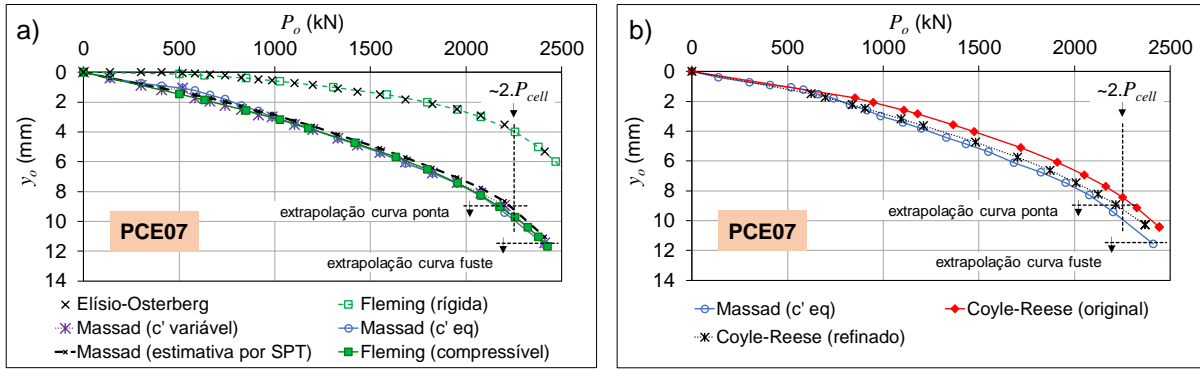 a)
P_o (kN)
0 500 1000 1500 2000 2500
0
2
4
6
8
10
12
14
y_o (mm)
~2.P_cell
extrapolação curva ponta
extrapolação curva fuste
PCE07
Elísio-Osterberg
Fleming (rígida)
Massad (c' variável)
Massad (c' eq)
Massad (estimativa por SPT)
Fleming (compressível)
b)
P_o (kN)
0 500 1000 1500 2000 2500
0
2
4
6
8
10
12
14
y_o (mm)
~2.P_cell
extrapolação curva ponta
extrapolação curva fuste
PCE07
Massad (c' eq)
Coyle-Reese (original)
Coyle-Reese (refinado)